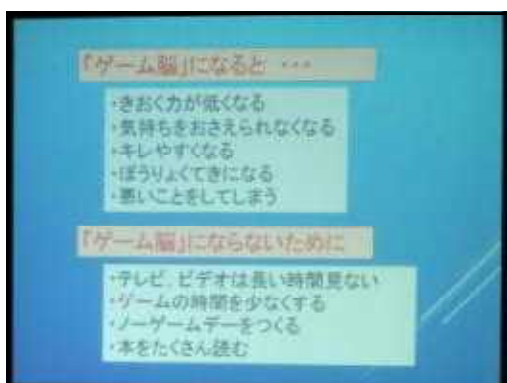 「ゲーム脳」になると ・・・
・きおく力が低くなる
・気持ちをおさえられなくなる
・キレやすくなる
・ぼうりょくてきになる
・悪いことをしてしまう
「ゲーム脳」にならないために
・テレビ、ビデオは長い時間見ない
・ゲームの時間を少なくする
・ノーゲームデーをつくる
・本をたくさん読む